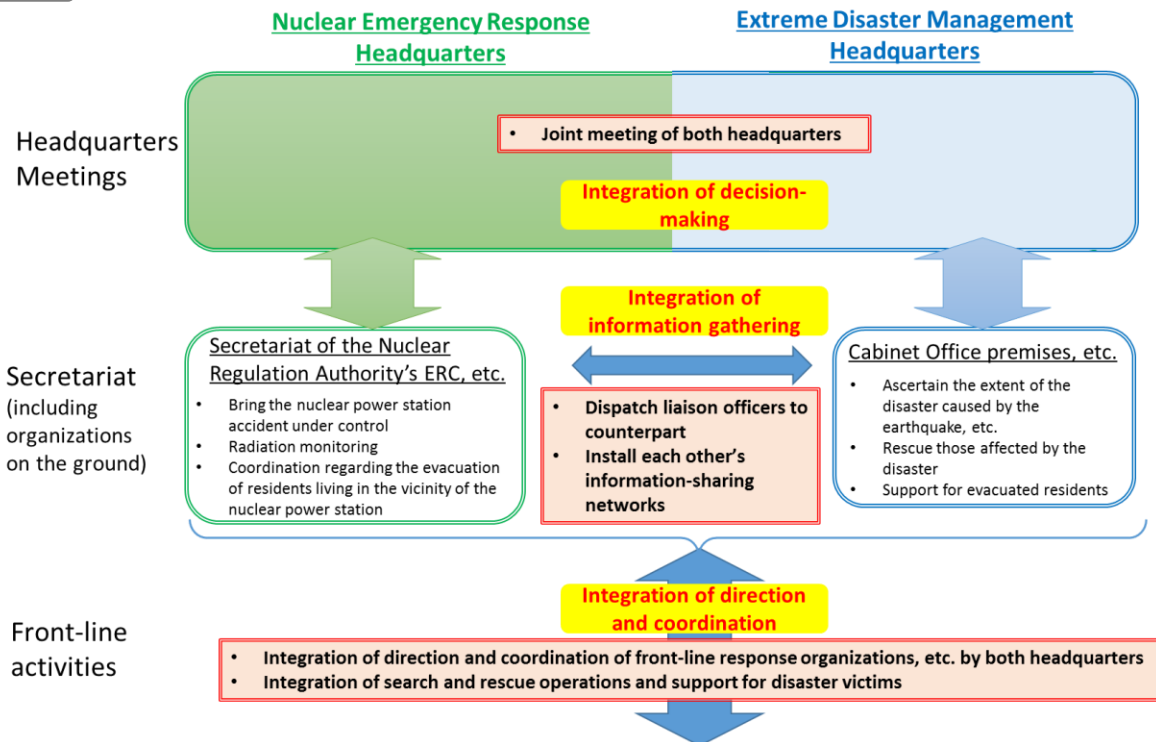 Nuclear Emergency Response
Headquarters
Extreme Disaster Management
Headquarters
Headquarters
Meetings
• Joint meeting of both headquarters
Integration of decision-
making
Integration of
information gathering
Secretariat
(including
organizations
on the ground)
Secretariat of the Nuclear
Regulation Authority's ERC, etc.
• Bring the nuclear power station
accident under control
• Radiation monitoring
• Coordination regarding the evacuation
of residents living in the vicinity of the
nuclear power station
• Dispatch liaison officers to
counterpart
• Install each other's
information-sharing
networks
Cabinet Office premises, etc.
• Ascertain the extent of the
disaster caused by the
earthquake, etc.
• Rescue those affected by the
disaster
• Support for evacuated residents
Integration of direction
and coordination
Front-line
activities
• Integration of direction and coordination of front-line response organizations, etc. by both headquarters
• Integration of search and rescue operations and support for disaster victims